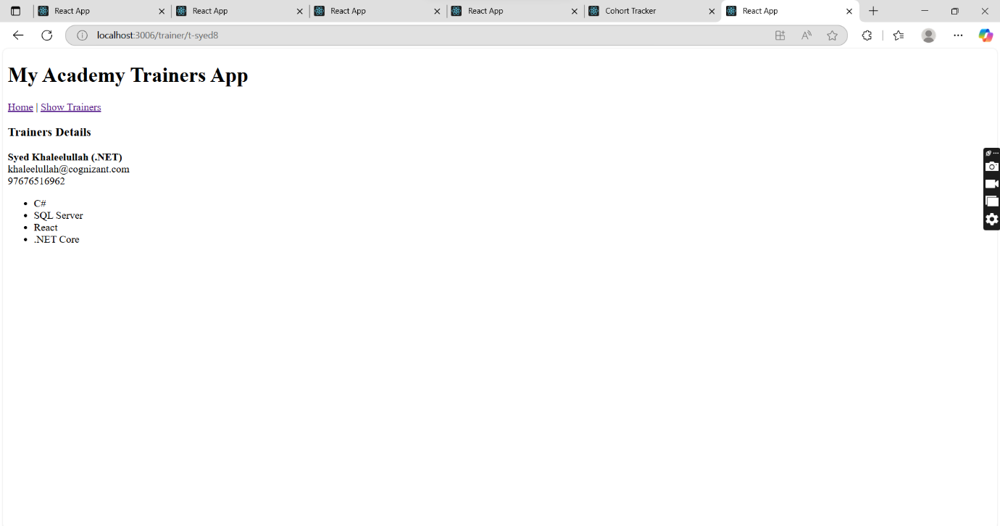 React App
React App
React App
React App
Cohort Tracker
React App
localhost:3006/trainer/t-syed8
My Academy Trainers App
Home | Show Trainers
Trainers Details
Syed Khaleelullah (.NET)
khaleelullah@cognizant.com
97676516962
C#
SQL Server
React
.NET Core